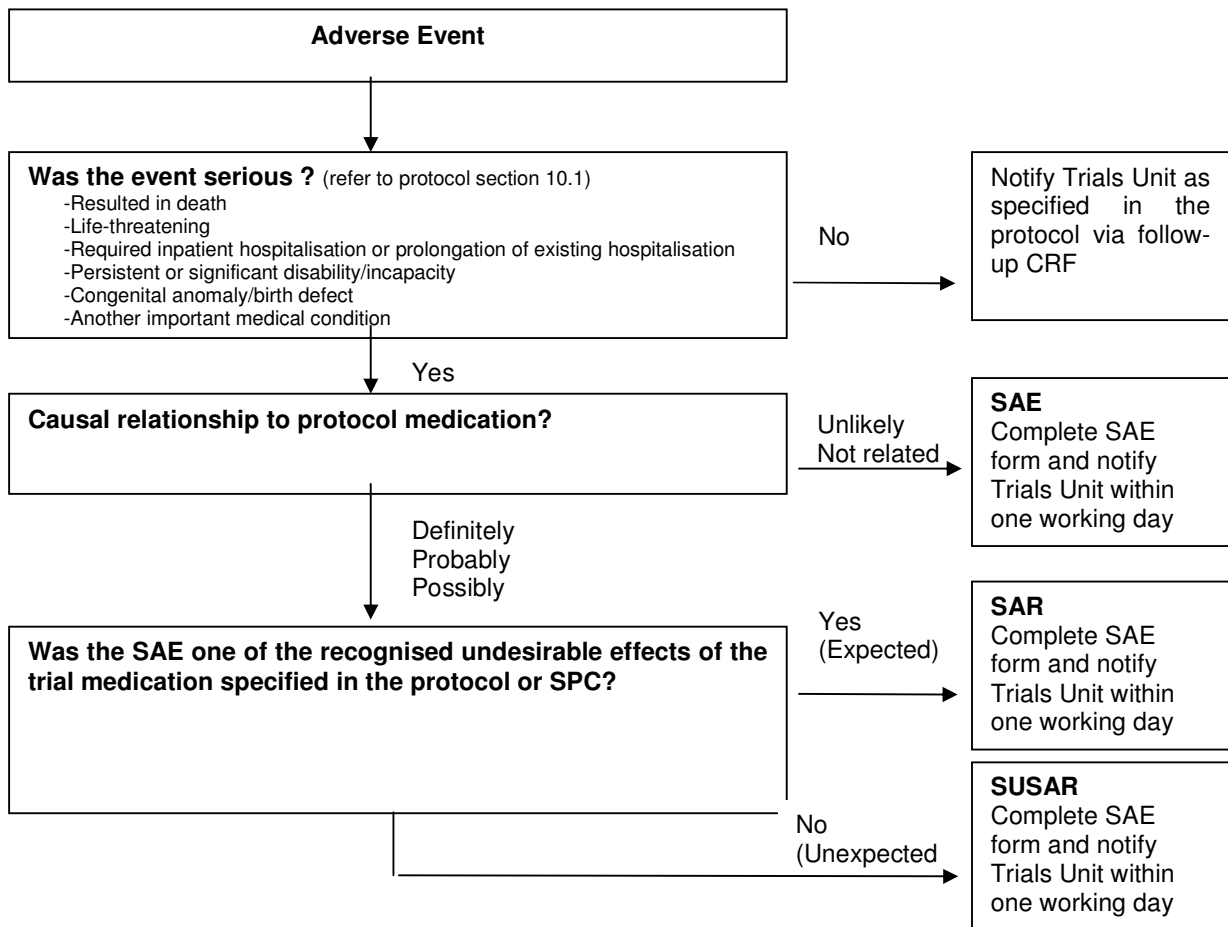 Adverse Event
Was the event serious ? (refer to protocol section 10.1)
-Resulted in death
-Life-threatening
-Required inpatient hospitalisation or prolongation of existing hospitalisation
-Persistent or significant disability/incapacity
-Congenital anomaly/birth defect
-Another important medical condition
No
Notify Trials Unit as
specified in the
protocol via follow-
up CRF
Yes
Causal relationship to protocol medication?
Unlikely
Not related
SAE
Complete SAE
form and notify
Trials Unit within
one working day
Definitely
Probably
Possibly
Was the SAE one of the recognised undesirable effects of the
trial medication specified in the protocol or SPC?
Yes
(Expected)
SAR
Complete SAE
form and notify
Trials Unit within
one working day
No
(Unexpected
SUSAR
Complete SAE
form and notify
Trials Unit within
one working day